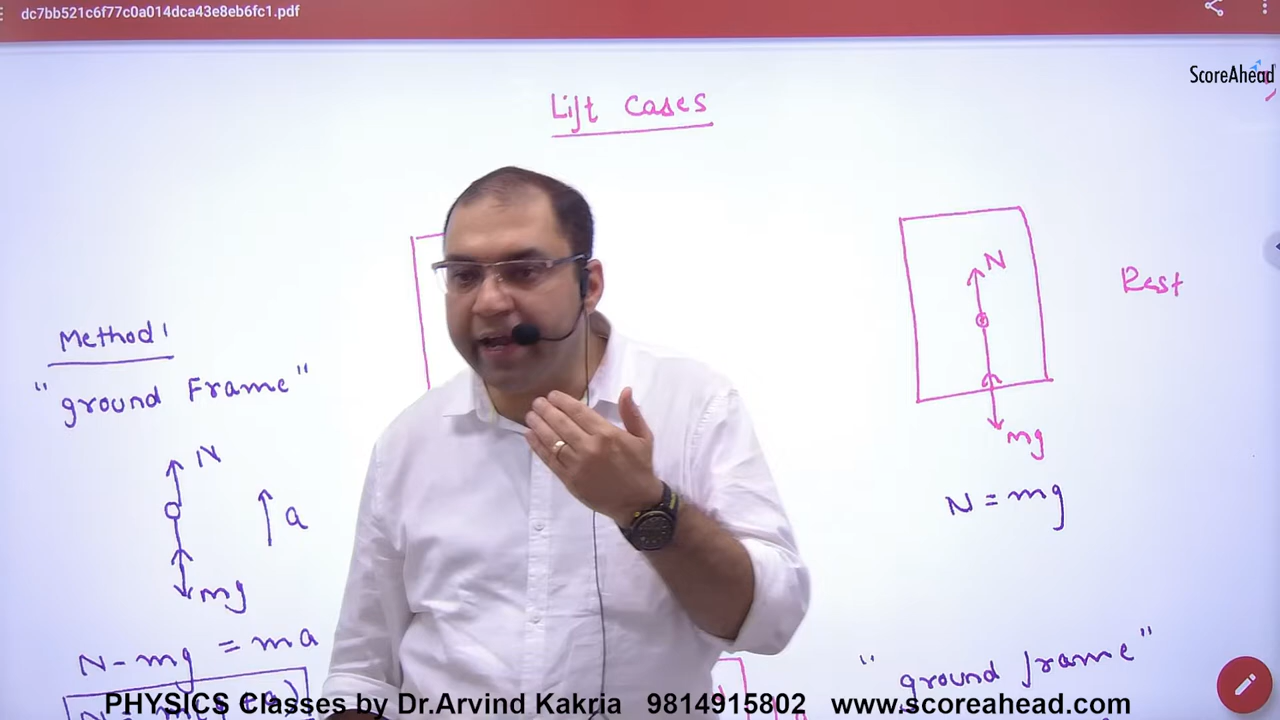 dc7bb521c6f77c0a014dca43e8eb6fc1.pdf
ScoreAhead
Lift Cases
Method 1
"ground Frame"
N
a
mg
N - mg = ma
N
mg
Rest
N = mg
"ground frame"
PHYSICS Classes by Dr.Arvind Kakria 9814915802 www.scoreahead.com